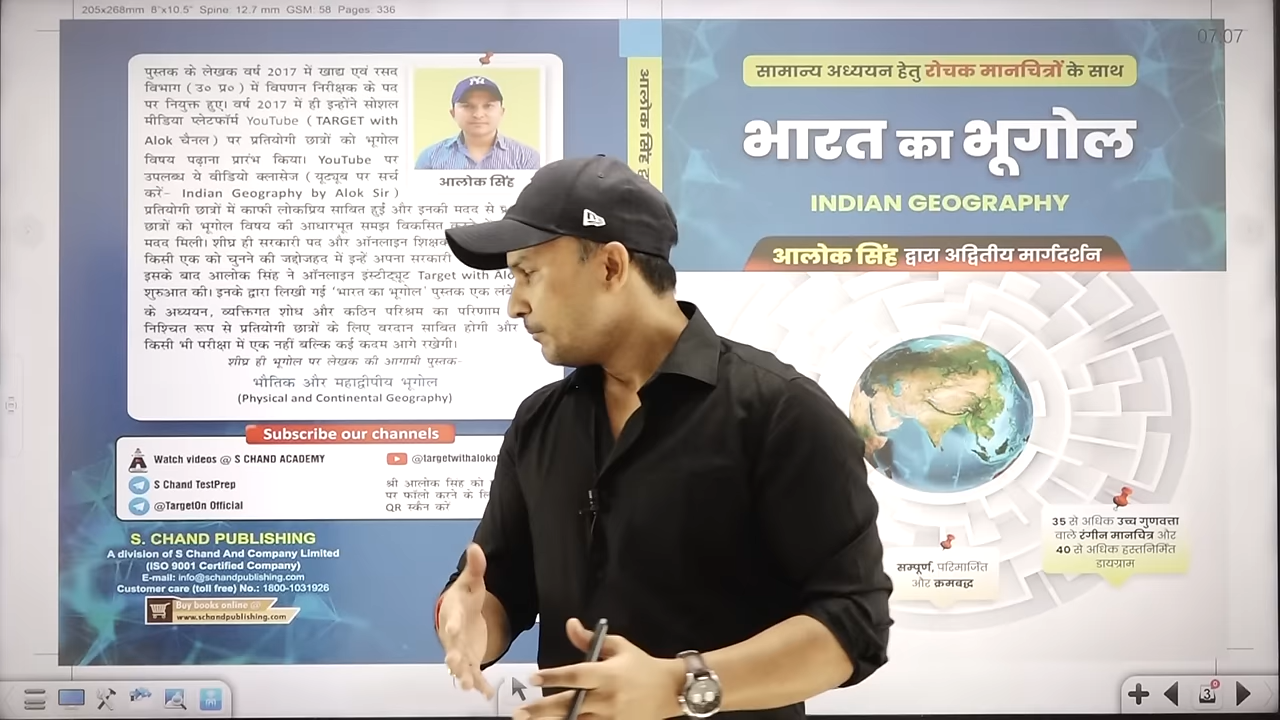 205x268mm 8"x10.5" Spine: 12.7 mm GSM: 58 Pages: 336
07:07
पुस्तक के लेखक वर्ष 2017 में खाद्य एवं रसद
विभाग (उ० प्र०) में विपणन निरीक्षक के पद
पर नियुक्त हुए। वर्ष 2017 में ही इन्होंने सोशल
मीडिया प्लेटफॉर्म YouTube (TARGET with
Alok चैनल) पर प्रतियोगी छात्रों को भूगोल
विषय पढ़ाना प्रारंभ किया। YouTube पर
उपलब्ध ये वीडियो क्लासेज (यूट्यूब पर सर्च
करें- Indian Geography by Alok Sir)
प्रतियोगी छात्रों में काफी लोकप्रिय साबित हुई और इनकी मदद से
छात्रों को भूगोल विषय की आधारभूत समझ विकसित
मदद मिली। शीघ्र ही सरकारी पद और ऑनलाइन
किसी एक को चुनने की जद्दोजहद में इन्हें अपना सरकारी
इसके बाद आलोक सिंह ने ऑनलाइन इंस्टीट्यूट Target with
शुरुआत की। इनके द्वारा लिखी गई 'भारत का भूगोल' पुस्तक एक
के अध्ययन, व्यक्तिगत शोध और कठिन परिश्रम का परिणाम
निश्चित रूप से प्रतियोगी छात्रों के लिए वरदान साबित होगी और
किसी भी परीक्षा में एक नहीं बल्कि कई कदम आगे रखेगी।
शीघ्र ही भूगोल पर लेखक की आगामी पुस्तक-
भौतिक और महाद्वीपीय भूगोल
(Physical and Continental Geography)
आलोक सिंह
Subscribe our channels
Watch videos @ S CHAND ACADEMY
S Chand TestPrep
@TargetOn Official
श्री आलोक सिंह को
पर फॉलो करने के
QR स्कैन करें
S. CHAND PUBLISHING
A division of S Chand And Company Limited
(ISO 9001 Certified Company)
E-mail: info@schandpublishing.com
Customer care (toll free) No.: 1800-1031926
Buy books online @
www.schandpublishing.com
आलोक सिंह
सामान्य अध्ययन हेतु रोचक मानचित्रों के साथ
भारत का भूगोल
INDIAN GEOGRAPHY
आलोक सिंह द्वारा अद्वितीय मार्गदर्शन
सम्पूर्ण, परिमार्जित
और क्रमबद्ध
35 से अधिक उच्च गुणवत्ता
वाले रंगीन मानचित्र और
40 से अधिक हस्तनिर्मित
डायग्राम
3